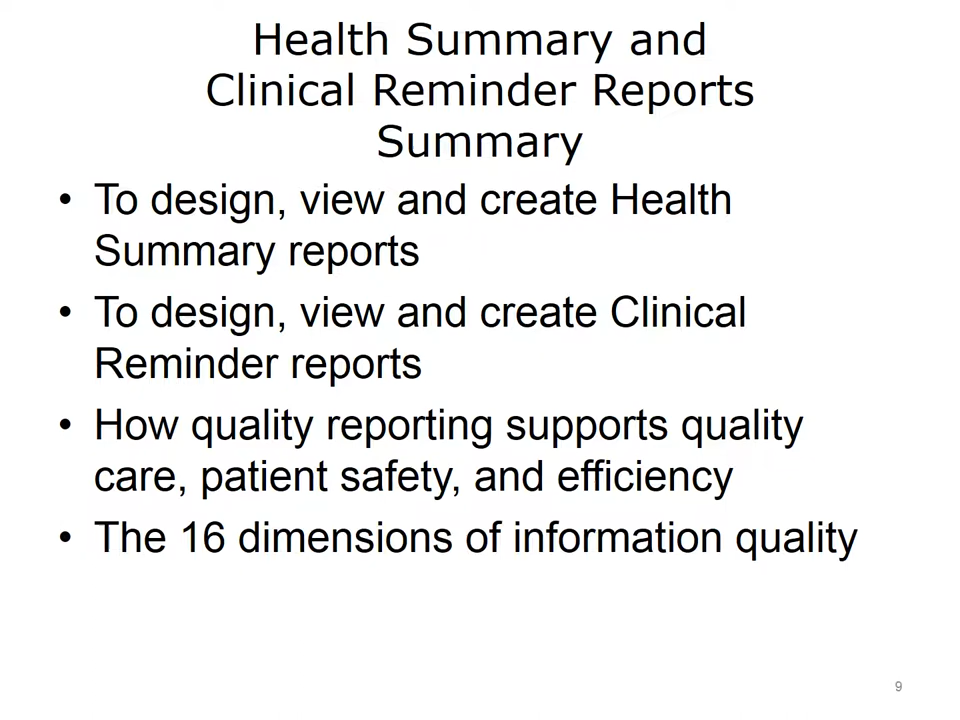 Health Summary and
Clinical Reminder Reports
Summary
• To design, view and create Health
Summary reports
• To design, view and create Clinical
Reminder reports
• How quality reporting supports quality
care, patient safety, and efficiency
• The 16 dimensions of information quality
9